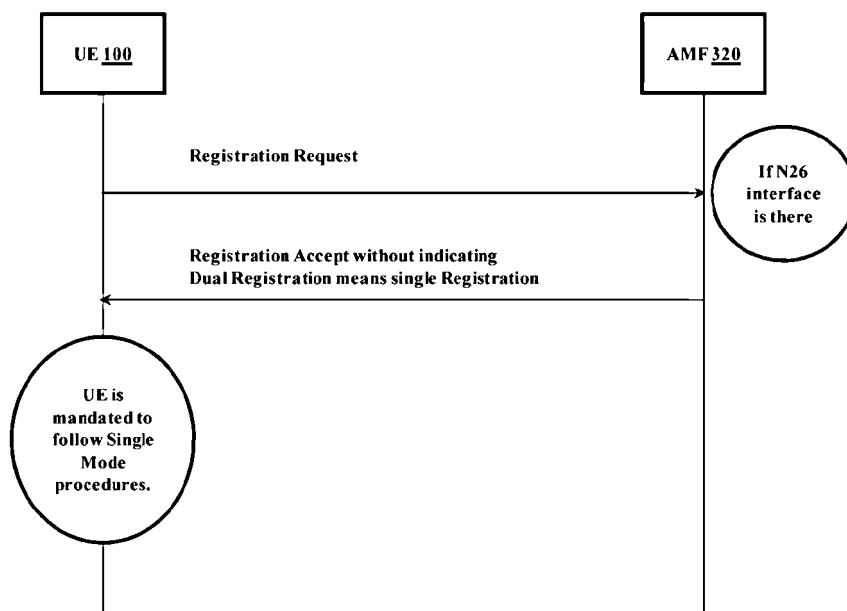 UE 100
AMF 320
Registration Request
If N26
interface
is there
Registration Accept without indicating
Dual Registration means single Registration
UE is
mandated to
follow Single
Mode
procedures.